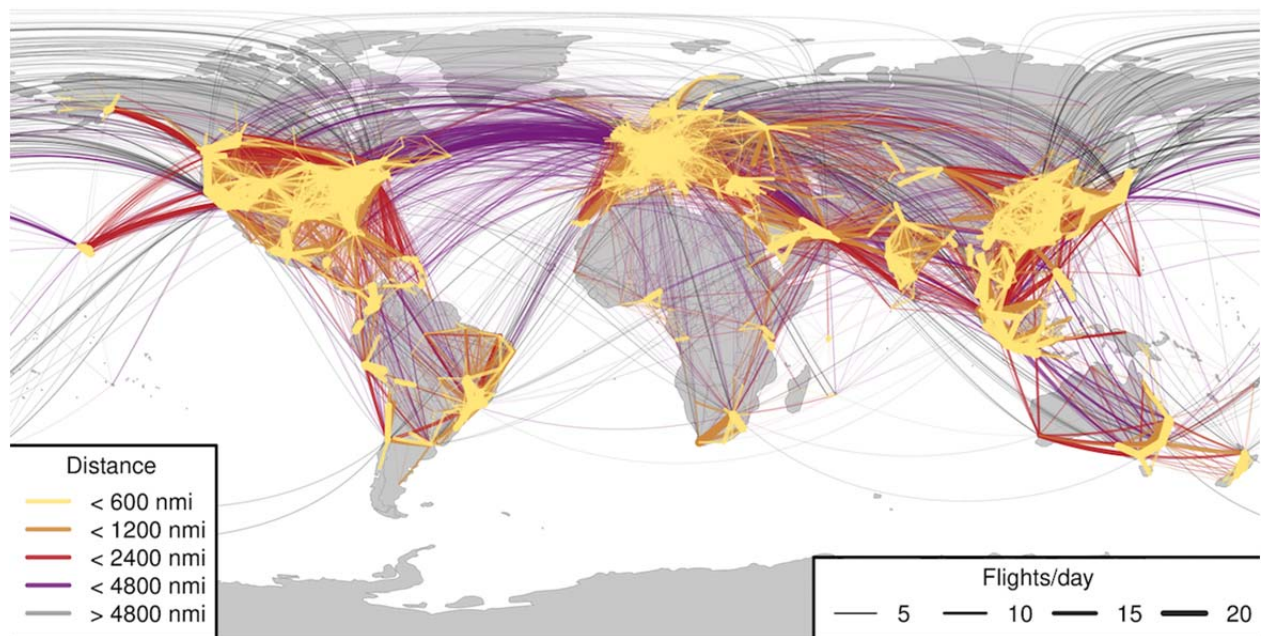 Distance
< 600 nmi
< 1200 nmi
< 2400 nmi
< 4800 nmi
> 4800 nmi
Flights/day
5 10 15 20